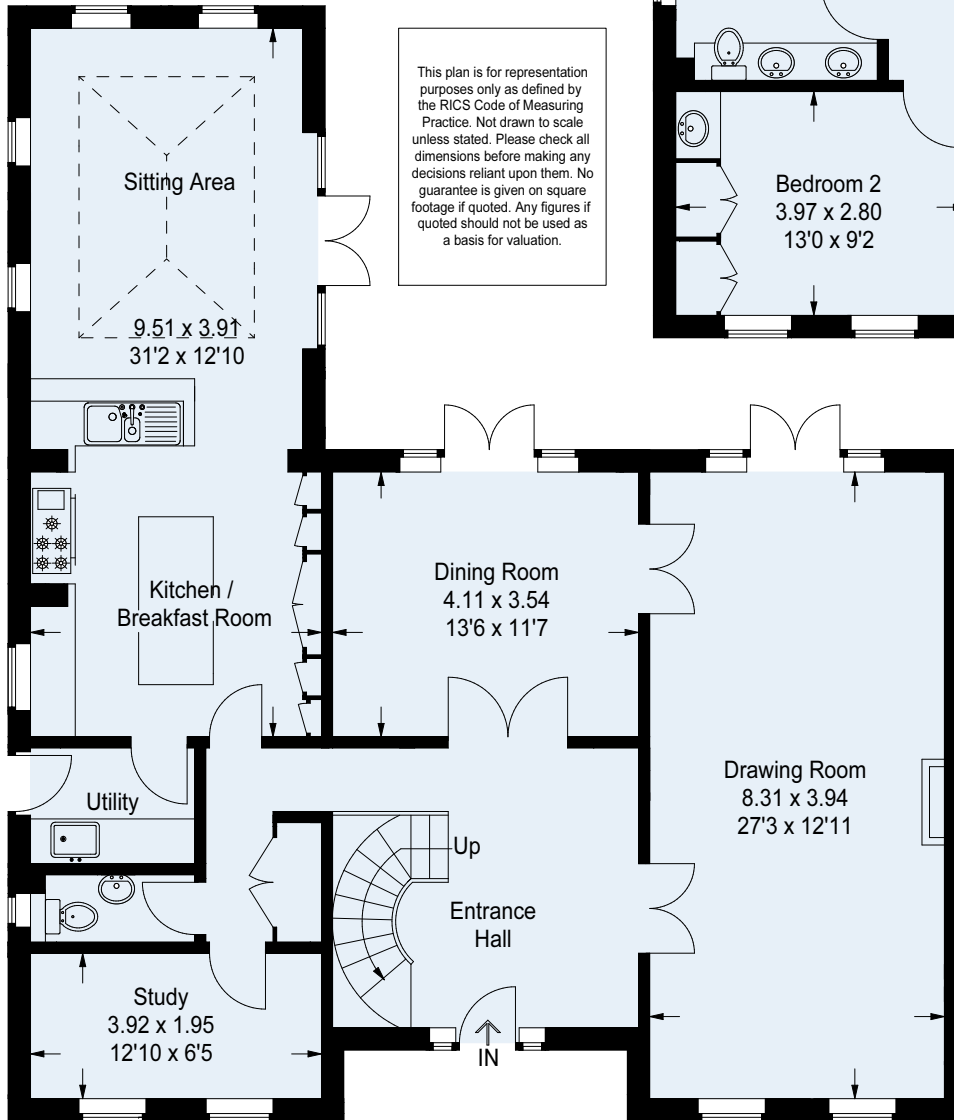 This plan is for representation
purposes only as defined by
the RICS Code of Measuring
Practice. Not drawn to scale
unless stated. Please check all
dimensions before making any
decisions reliant upon them. No
guarantee is given on square
footage if quoted. Any figures if
quoted should not be used as
a basis for valuation.
Sitting Area
9.51 x 3.91
31'2 x 12'10
Bedroom 2
3.97 x 2.80
13'0 x 9'2
Kitchen /
Breakfast Room
Dining Room
4.11 x 3.54
13'6 x 11'7
Drawing Room
8.31 x 3.94
27'3 x 12'11
Utility
Up
Entrance
Hall
Study
3.92 x 1.95
12'10 x 6'5
IN